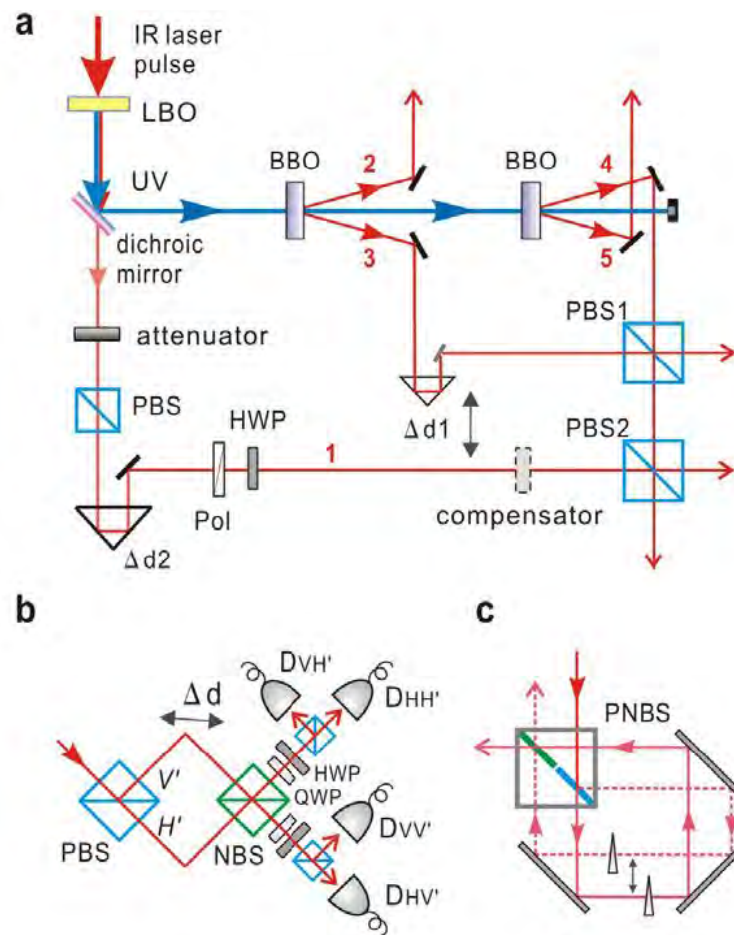 a
IR laser
pulse
LBO
UV
dichroic
mirror
attenuator
PBS
HWP
Pol
Δd2
1
BBO
2
3
BBO
4
5
PBS1
Δd1
PBS2
compensator
b
Δd
DVH'
DHH'
V'
H'
HWP
QWP
PBS
NBS
DVV'
DHV'
c
PNBS